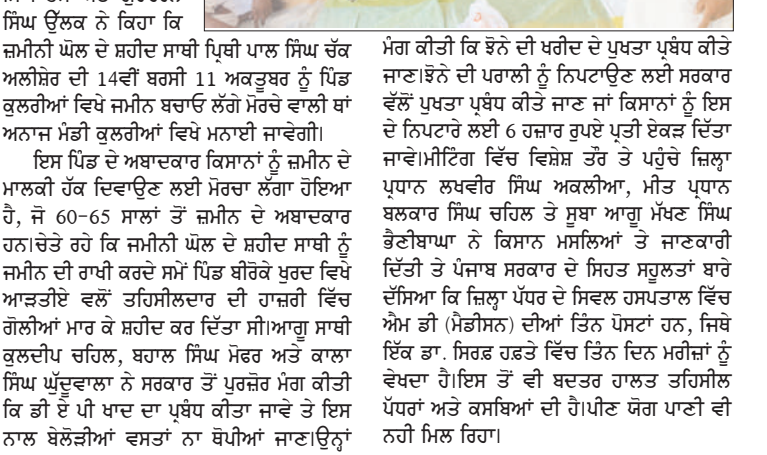 ਸਿੰਘ ਉੱਲਕ ਨੇ ਕਿਹਾ ਕਿ
ਜ਼ਮੀਨੀ ਘੋਲ ਦੇ ਸ਼ਹੀਦ ਸਾਥੀ ਪ੍ਰਿਥੀ ਪਾਲ ਸਿੰਘ ਚੱਕ
ਅਲੀਸ਼ੇਰ ਦੀ 14ਵੀਂ ਬਰਸੀ 11 ਅਕਤੂਬਰ ਨੂੰ ਪਿੰਡ
ਕੁਲਰੀਆਂ ਵਿਖੇ ਜਮੀਨ ਬਚਾਓ ਲੱਗੇ ਮੋਰਚੇ ਵਾਲੀ ਥਾਂ
ਅਨਾਜ ਮੰਡੀ ਕੁਲਰੀਆਂ ਵਿਖੇ ਮਨਾਈ ਜਾਵੇਗੀ।
ਇਸ ਪਿੰਡ ਦੇ ਅਬਾਦਕਾਰ ਕਿਸਾਨਾਂ ਨੂੰ ਜ਼ਮੀਨ ਦੇ
ਮਾਲਕੀ ਹੱਕ ਦਿਵਾਉਣ ਲਈ ਮੋਰਚਾ ਲੱਗਾ ਹੋਇਆ
ਹੈ, ਜੋ 60-65 ਸਾਲਾਂ ਤੋਂ ਜ਼ਮੀਨ ਦੇ ਅਬਾਦਕਾਰ
ਹਨ।ਚੇਤੇ ਰਹੇ ਕਿ ਜਮੀਨੀ ਘੋਲ ਦੇ ਸ਼ਹੀਦ ਸਾਥੀ ਨੂੰ
ਜਮੀਨ ਦੀ ਰਾਖੀ ਕਰਦੇ ਸਮੇਂ ਪਿੰਡ ਬੀਰੋਕੇ ਖੁਰਦ ਵਿਖੇ
ਆੜਤੀਏ ਵਲੋਂ ਤਹਿਸੀਲਦਾਰ ਦੀ ਹਾਜ਼ਰੀ ਵਿੱਚ
ਗੋਲੀਆਂ ਮਾਰ ਕੇ ਸ਼ਹੀਦ ਕਰ ਦਿੱਤਾ ਸੀ।ਆਗੂ ਸਾਥੀ
ਕੁਲਦੀਪ ਚਹਿਲ, ਬਹਾਲ ਸਿੰਘ ਮੋਫਰ ਅਤੇ ਕਾਲਾ
ਸਿੰਘ ਘੁੱਦੂਵਾਲਾ ਨੇ ਸਰਕਾਰ ਤੋਂ ਪੁਰਜ਼ੋਰ ਮੰਗ ਕੀਤੀ
ਕਿ ਡੀ ਏ ਪੀ ਖਾਦ ਦਾ ਪ੍ਰਬੰਧ ਕੀਤਾ ਜਾਵੇ ਤੇ ਇਸ
ਨਾਲ ਬੇਲੋੜੀਆਂ ਵਸਤਾਂ ਨਾ ਥੋਪੀਆਂ ਜਾਣ।ਉਨ੍ਹਾਂ
ਮੰਗ ਕੀਤੀ ਕਿ ਝੋਨੇ ਦੀ ਖਰੀਦ ਦੇ ਪੁਖਤਾ ਪ੍ਰਬੰਧ ਕੀਤੇ
ਜਾਣ।ਝੋਨੇ ਦੀ ਪਰਾਲੀ ਨੂੰ ਨਿਪਟਾਉਣ ਲਈ ਸਰਕਾਰ
ਵੱਲੋਂ ਪੁਖਤਾ ਪ੍ਰਬੰਧ ਕੀਤੇ ਜਾਣ ਜਾਂ ਕਿਸਾਨਾਂ ਨੂੰ ਇਸ
ਦੇ ਨਿਪਟਾਰੇ ਲਈ 6 ਹਜ਼ਾਰ ਰੁਪਏ ਪ੍ਰਤੀ ਏਕੜ ਦਿੱਤਾ
ਜਾਵੇ।ਮੀਟਿੰਗ ਵਿੱਚ ਵਿਸ਼ੇਸ਼ ਤੌਰ ਤੇ ਪਹੁੰਚੇ ਜ਼ਿਲ੍ਹਾ
ਪ੍ਰਧਾਨ ਲਖਵੀਰ ਸਿੰਘ ਅਕਲੀਆ, ਮੀਤ ਪ੍ਰਧਾਨ
ਬਲਕਾਰ ਸਿੰਘ ਚਹਿਲ ਤੇ ਸੂਬਾ ਆਗੂ ਮੱਖਣ ਸਿੰਘ
ਭੈਣੀਬਾਘਾ ਨੇ ਕਿਸਾਨ ਮਸਲਿਆਂ ਤੇ ਜਾਣਕਾਰੀ
ਦਿੱਤੀ ਤੇ ਪੰਜਾਬ ਸਰਕਾਰ ਦੇ ਸਿਹਤ ਸਹੂਲਤਾਂ ਬਾਰੇ
ਦੱਸਿਆ ਕਿ ਜ਼ਿਲ੍ਹਾ ਪੱਧਰ ਦੇ ਸਿਵਲ ਹਸਪਤਾਲ ਵਿੱਚ
ਐਮ ਡੀ (ਮੈਡੀਸਨ) ਦੀਆਂ ਤਿੰਨ ਪੋਸਟਾਂ ਹਨ, ਜਿਥੇ
ਇੱਕ ਡਾ. ਸਿਰਫ਼ ਹਫ਼ਤੇ ਵਿੱਚ ਤਿੰਨ ਦਿਨ ਮਰੀਜ਼ਾਂ ਨੂੰ
ਵੇਖਦਾ ਹੈ।ਇਸ ਤੋਂ ਵੀ ਬਦਤਰ ਹਾਲਤ ਤਹਿਸੀਲ
ਪੱਧਰਾਂ ਅਤੇ ਕਸਬਿਆਂ ਦੀ ਹੈ।ਪੀਣ ਯੋਗ ਪਾਣੀ ਵੀ
ਨਹੀ ਮਿਲ ਰਿਹਾ।